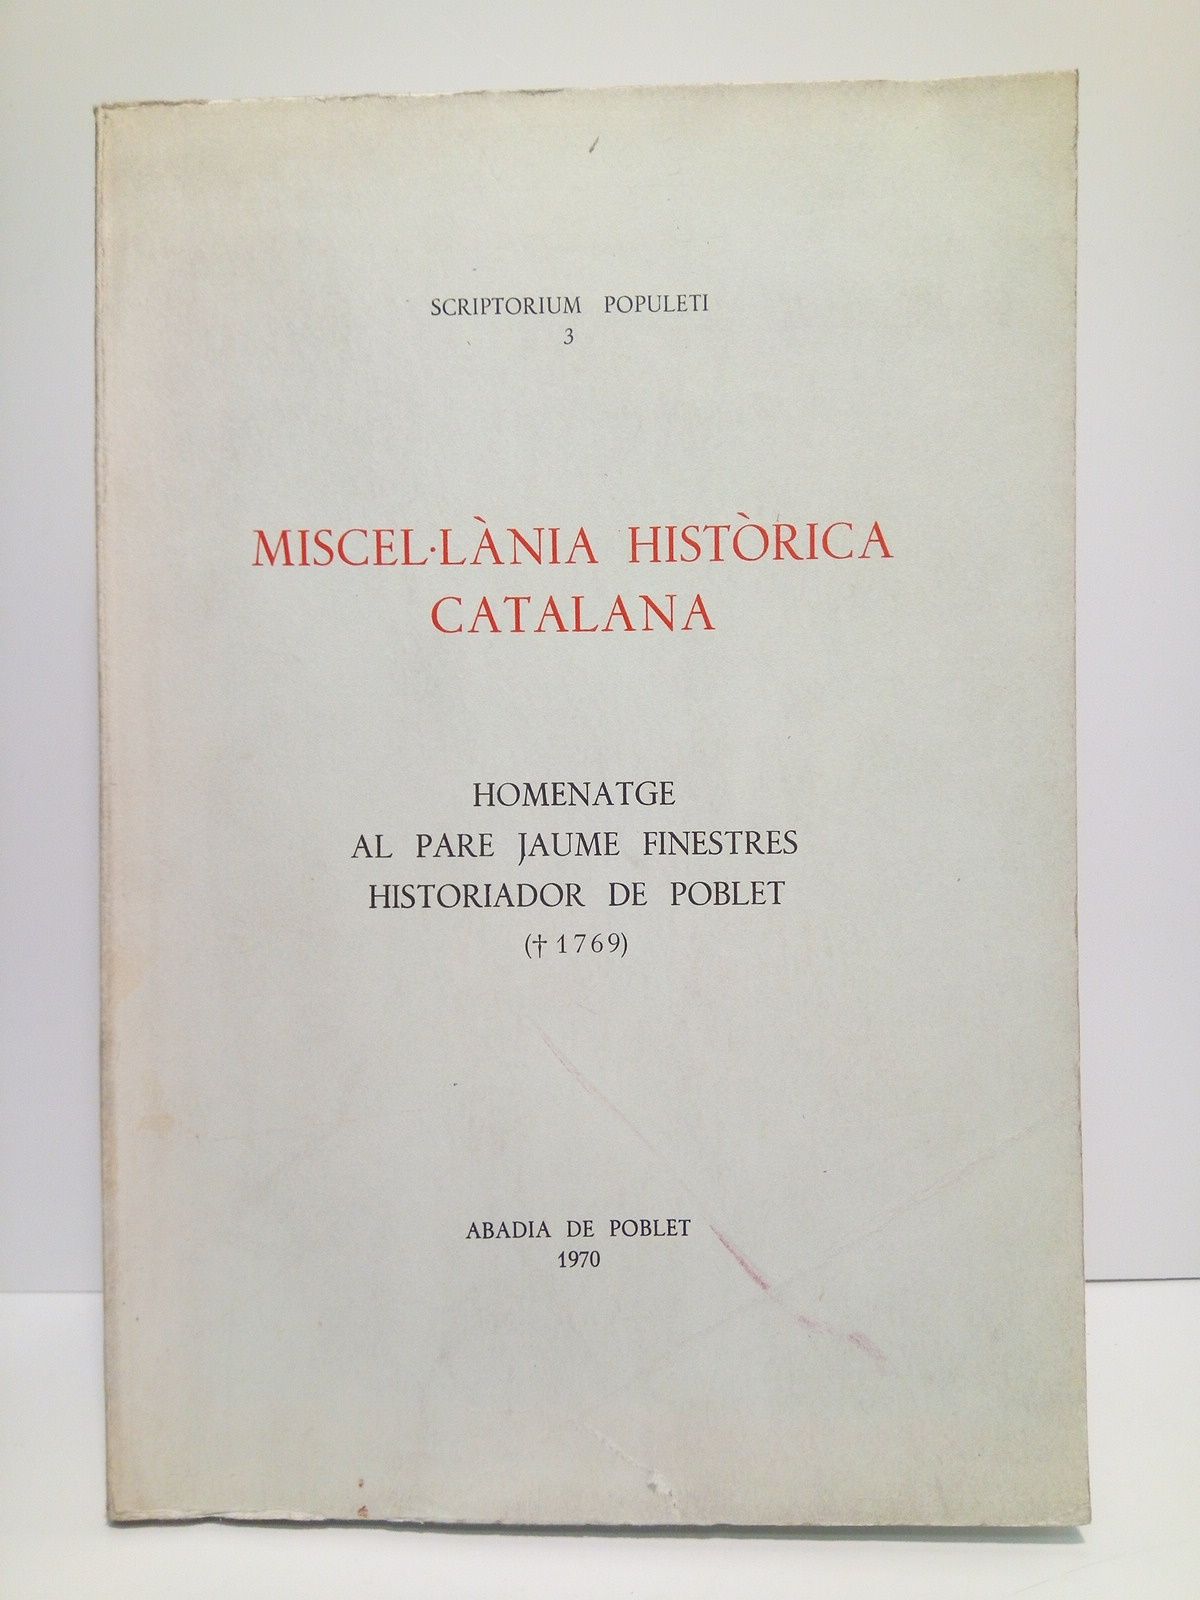 SCRIPTORIUM POPULETI
3
MISCEL·LÀNIA HISTÒRICA
CATALANA
HOMENATGE
AL PARE JAUME FINESTRES
HISTORIADOR DE POBLET
(† 1769)
ABADIA DE POBLET
1970